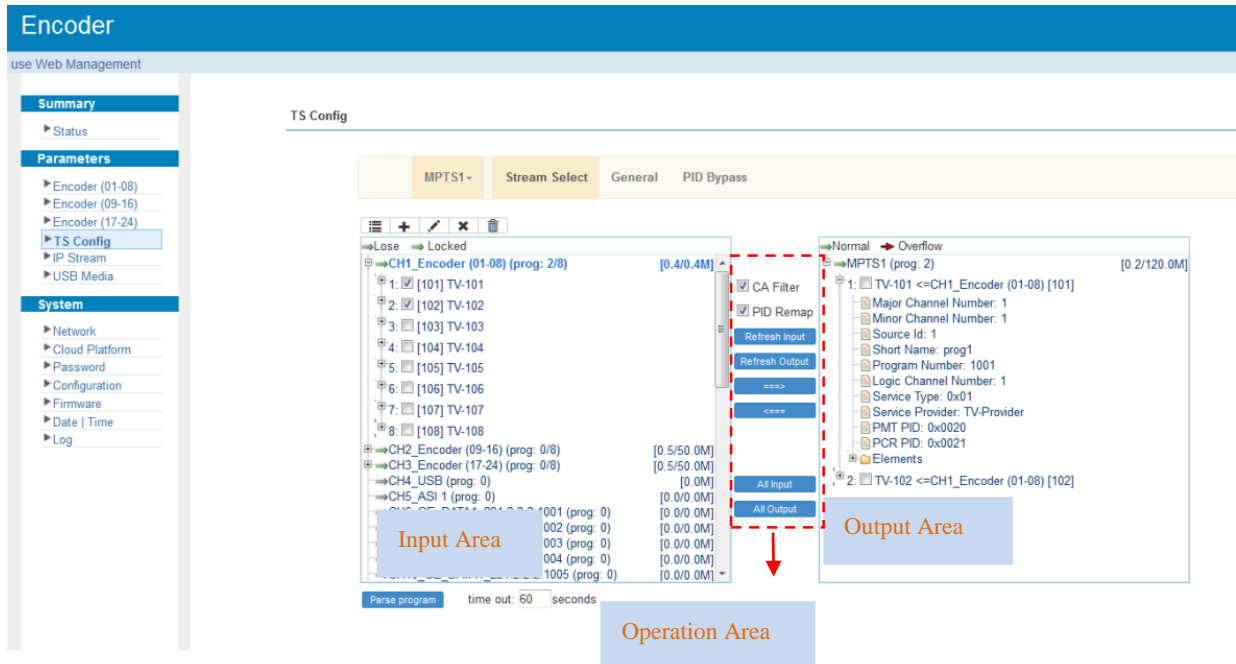 Encoder
use Web Management
Summary
Status
Parameters
Encoder (01-08)
Encoder (09-16)
Encoder (17-24)
TS Config
IP Stream
USB Media
System
Network
Cloud Platform
Password
Configuration
Firmware
Date | Time
Log
TS Config
MPTS1 Stream Select General PID Bypass
Lose Locked
CH1_Encoder (01-08) (prog: 2/8) [0.4/0.4M]
1: [101] TV-101
2: [102] TV-102
3: [103] TV-103
4: [104] TV-104
5: [105] TV-105
6: [106] TV-106
7: [107] TV-107
8: [108] TV-108
CH2_Encoder (09-16) (prog: 0/8) [0.5/50.0M]
CH3_Encoder (17-24) (prog: 0/8) [0.5/50.0M]
CH4_USB (prog: 0) [0.0M]
CH5_ASI 1 (prog: 0) [0.0/0.0M]
1001 (prog: 0) [0.0/0.0M]
002 (prog: 0) [0.0/0.0M]
003 (prog: 0) [0.0/0.0M]
004 (prog: 0) [0.0/0.0M]
1005 (prog: 0) [0.0/0.0M]
Input Area
Parse program time out: 60 seconds
CA Filter
PID Remap
Refresh Input
Refresh Output
===>
<===
All Input
All Output
Operation Area
Normal Overflow
MPTS1 (prog: 2) [0.2/120.0M]
1: TV-101 <=CH1_Encoder (01-08) [101]
Major Channel Number: 1
Minor Channel Number: 1
Source Id: 1
Short Name: prog1
Program Number: 1001
Logic Channel Number: 1
Service Type: 0x01
Service Provider: TV-Provider
PMT PID: 0x0020
PCR PID: 0x0021
Elements
2: TV-102 <=CH1_Encoder (01-08) [102]
Output Area